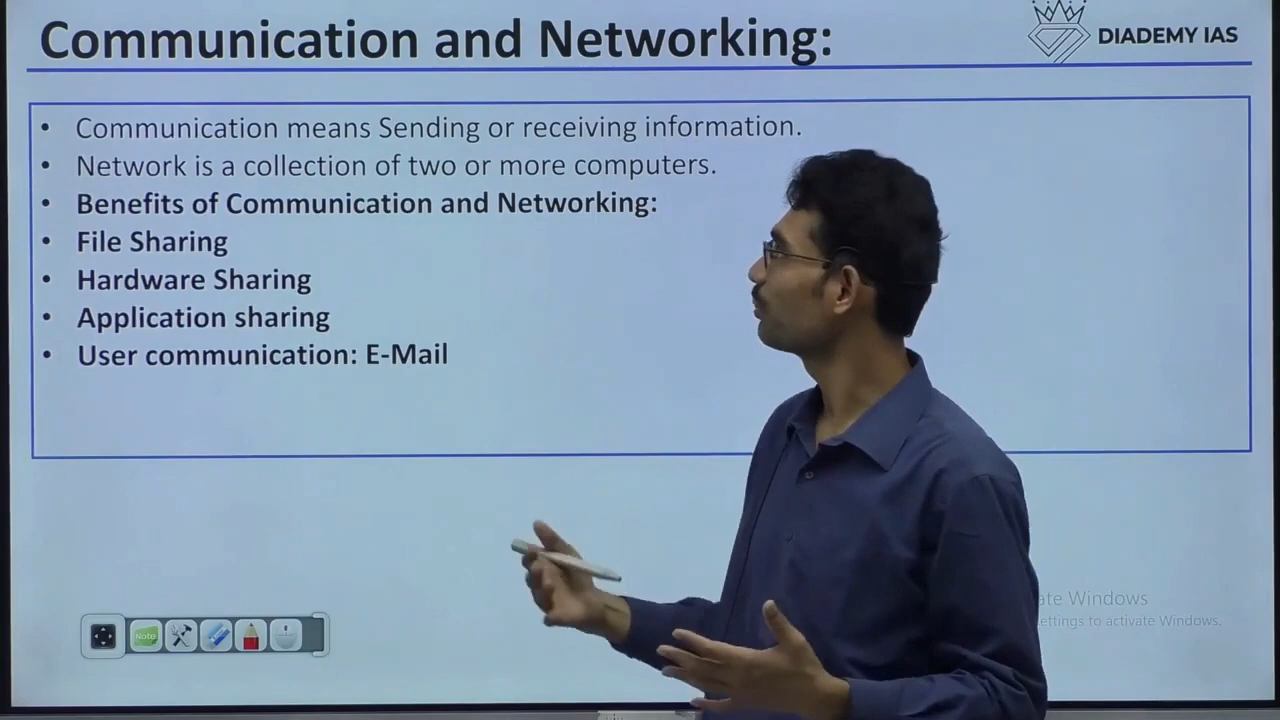 Communication and Networking:
DIADEMY IAS
• Communication means Sending or receiving information.
• Network is a collection of two or more computers.
• Benefits of Communication and Networking:
• File Sharing
• Hardware Sharing
• Application sharing
• User communication: E-Mail
Note
ate Windows
ettings to activate Windows.